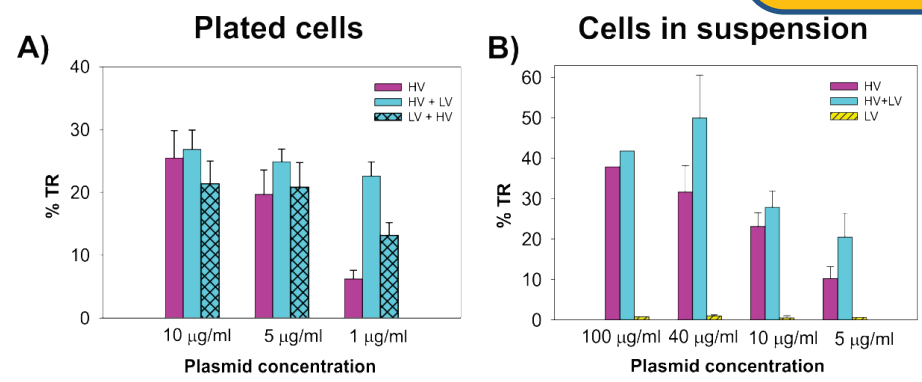 Plated cells
A)
40
30
20
10
0
% TR
HV
HV + LV
LV + HV
10 μg/ml 5 μg/ml 1 μg/ml
Plasmid concentration
Cells in suspension
B)
60
50
40
30
20
10
0
% TR
HV
HV+LV
LV
100 μg/ml 40 μg/ml 10 μg/ml 5 μg/ml
Plasmid concentration